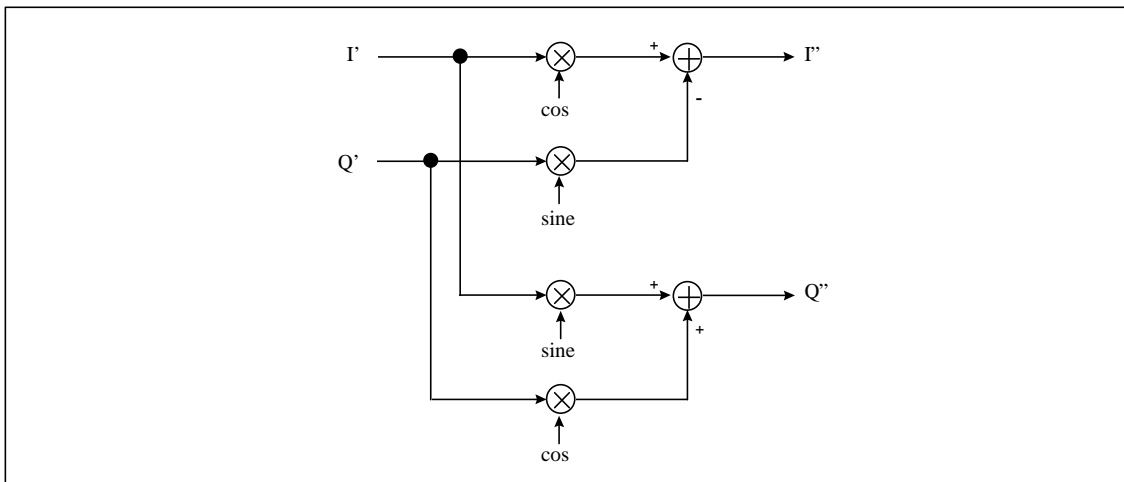 I’
+
I”
cos
-
Q’
sine
+
Q”
sine
+
cos